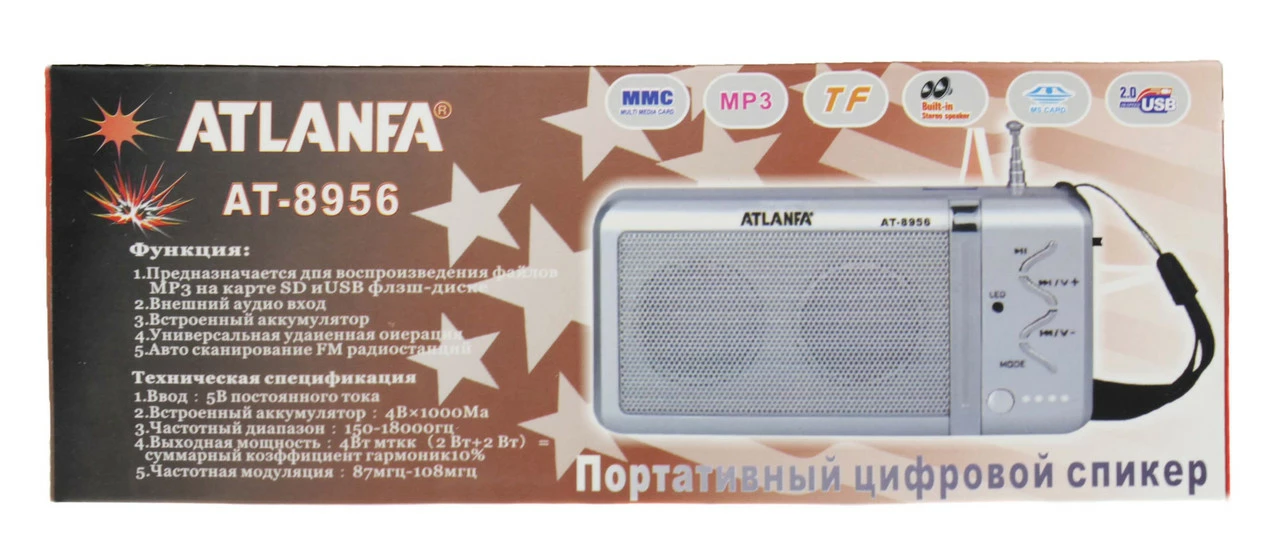 ATLANFA®
AT-8956
Функция:
1.Предназначается дпя воспроизведения файлов
MP3 на карте SD иUSB флзш-диске
2.Внешний аудио вход
3.Встроенный аккумулятор
4.Универсальная удаиенная оиерация
5.Авто сканирование FM радиостанций
Техническая спецификация
1.Ввод : 5В постоянного тока
2.Встроенный аккумулятор : 4В×1000Ма
3.Частотный диапазон : 150-18000гц
4.Выходная мощность : 4Вт мткк (2 Вт+2 Вт) =
суммарный коэффициент гармоник10%
5.Частотная модуляция : 87мгц-108мгц
MMC
MULTI MEDIA CARD
MP3
TF
Built-in
Stereo speaker
MS CARD
2.0
USB
ATLANFA®
AT-8956
LED
MODE
⏯
⏭/V+
⏮/V-
Портативный цифровой спикер